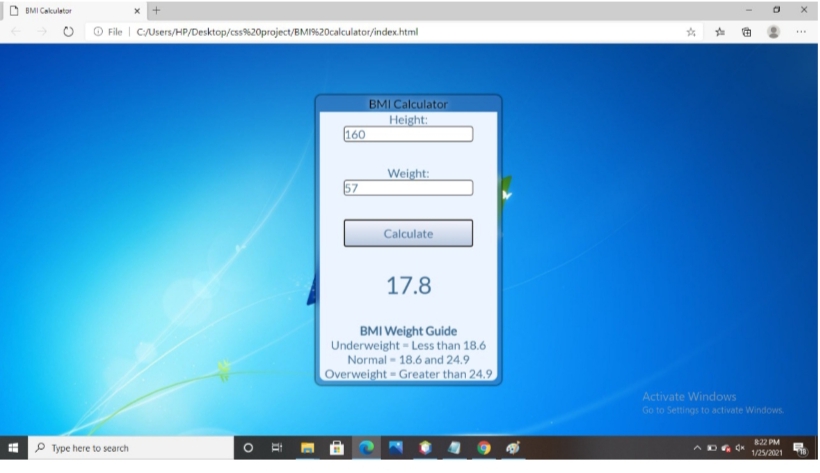 BMI Calculator
File | C:/Users/HP/Desktop/css%20project/BMI%20calculator/index.html
BMI Calculator
Height:
160
Weight:
57
Calculate
17.8
BMI Weight Guide
Underweight = Less than 18.6
Normal = 18.6 and 24.9
Overweight = Greater than 24.9
Activate Windows
Go to Settings to activate Windows.
Type here to search
8:22 PM
1/25/2021